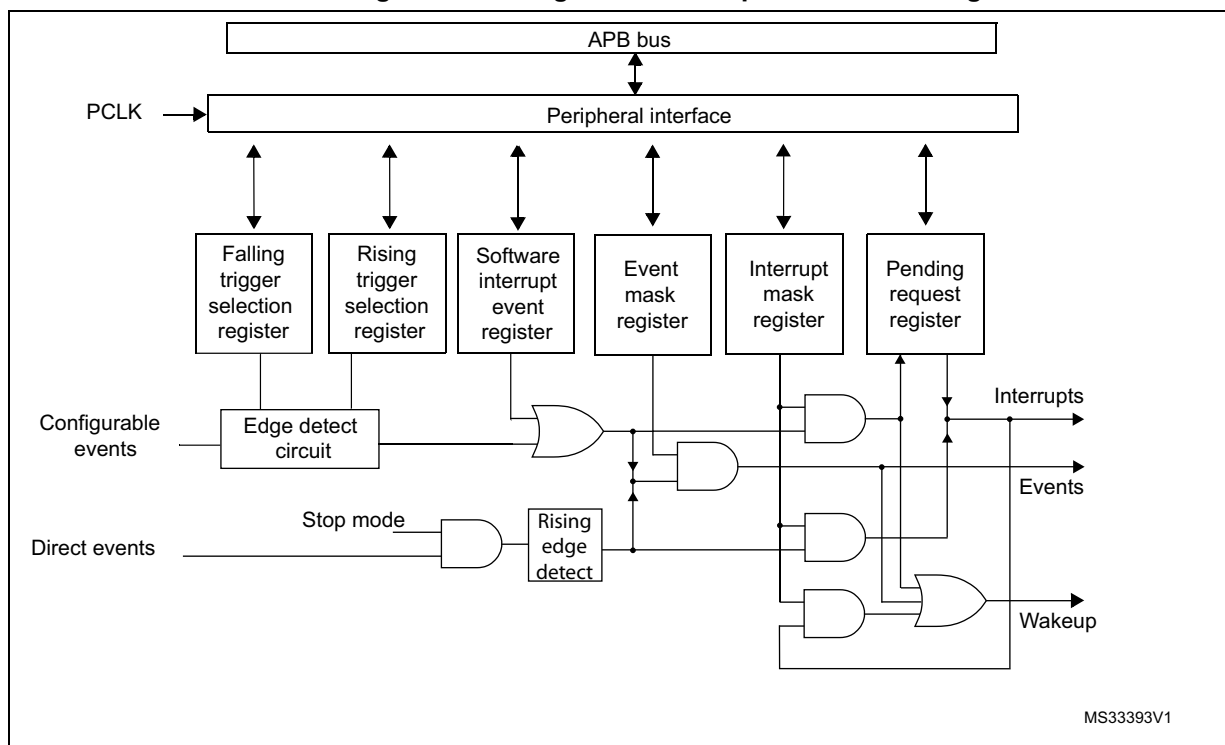 APB bus
PCLK
Peripheral interface
Falling
trigger
selection
register
Rising
trigger
selection
register
Software
interrupt
event
register
Event
mask
register
Interrupt
mask
register
Pending
request
register
Configurable
events
Edge detect
circuit
Interrupts
Events
Stop mode
Direct events
Rising
edge
detect
Wakeup
MS33393V1